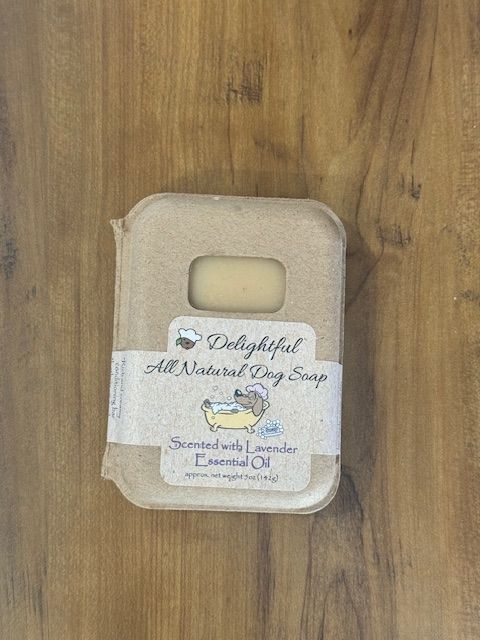 Delightful
All Natural Dog Soap
Scented with Lavender
Essential Oil
approx. net weight 5oz (142g)